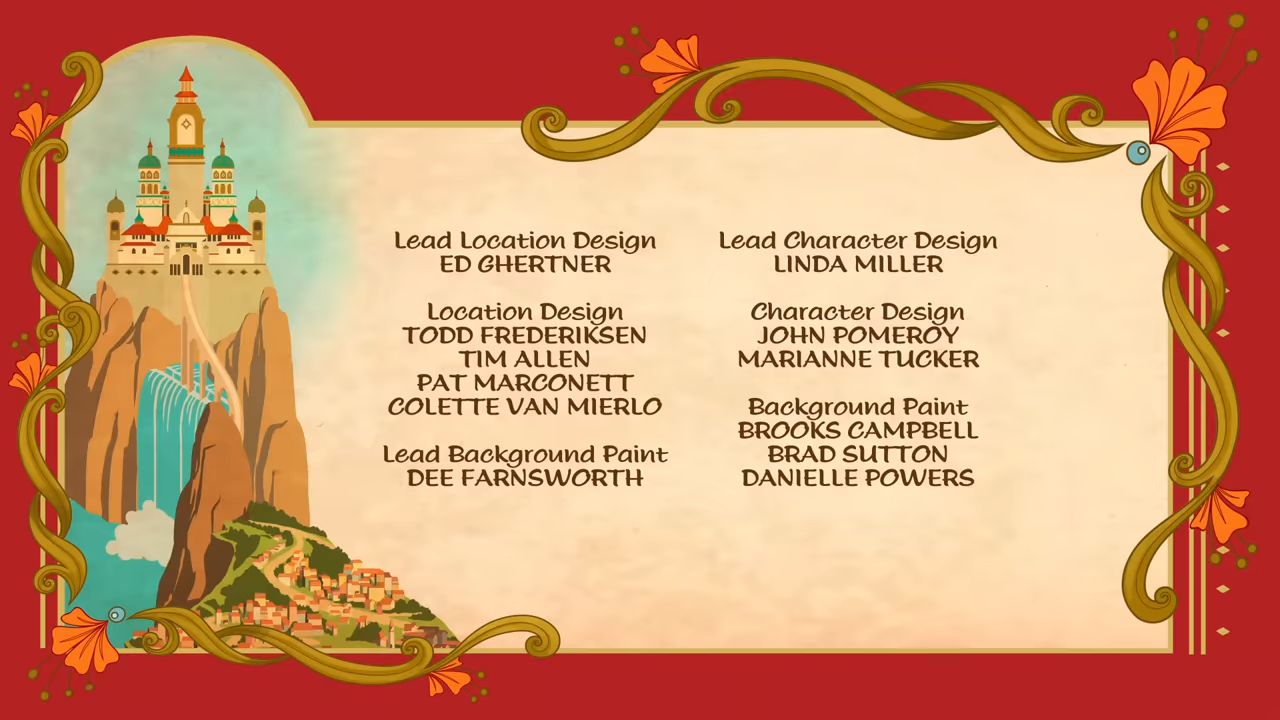 Lead Location Design
ED GHERTNER
Location Design
TODD FREDERIKSEN
TIM ALLEN
PAT MARCONETT
COLETTE VAN MIERLO
Lead Background Paint
DEE FARNSWORTH
Lead Character Design
LINDA MILLER
Character Design
JOHN POMEROY
MARIANNE TUCKER
Background Paint
BROOKS CAMPBELL
BRAD SUTTON
DANIELLE POWERS